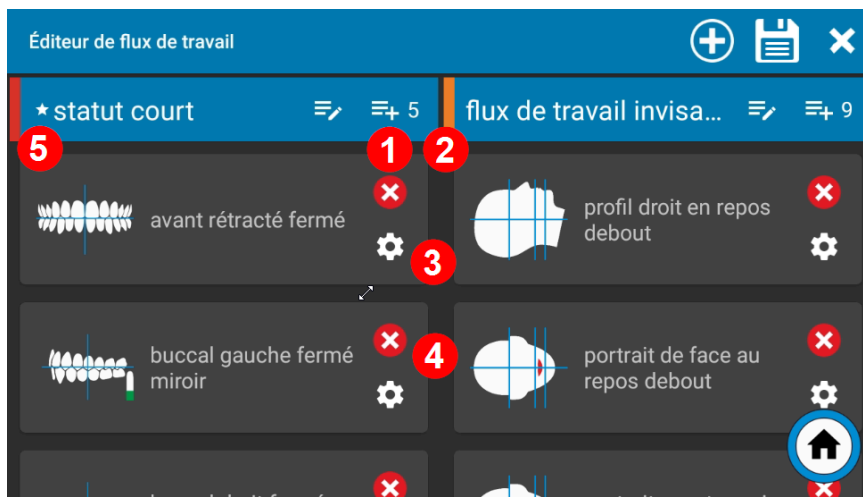 Éditeur de flux de travail
statut court 5
flux de travail invisa... 9
5
1
2
avant rétracté fermé
profil droit en repos
debout
3
buccal gauche fermé
miroir
4
portrait de face au
repos debout